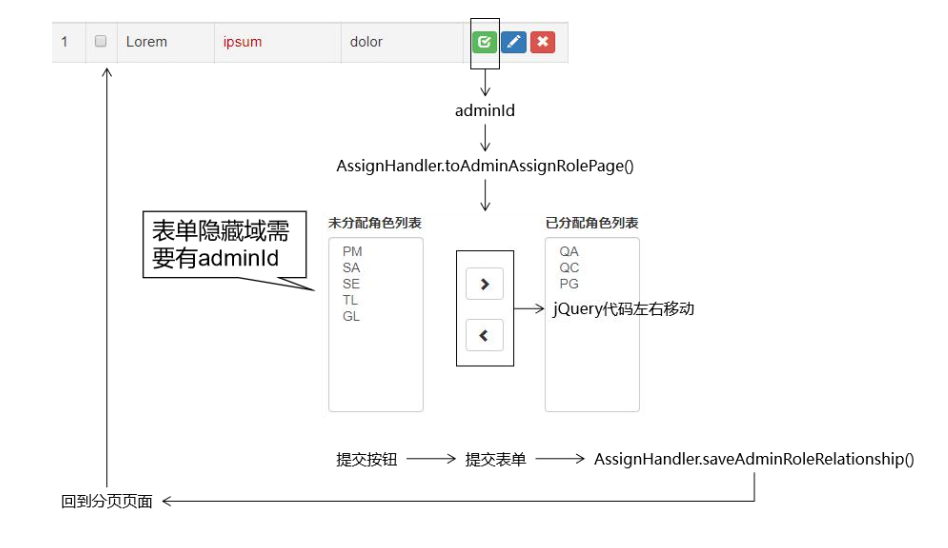 1 Lorem ipsum dolor
adminId
AssignHandler.toAdminAssignRolePage()
表单隐藏域需
要有adminId
未分配角色列表
PM
SA
SE
TL
GL
已分配角色列表
QA
QC
PG
jQuery代码左右移动
提交按钮 提交表单 AssignHandler.saveAdminRoleRelationship()
回到分页页面